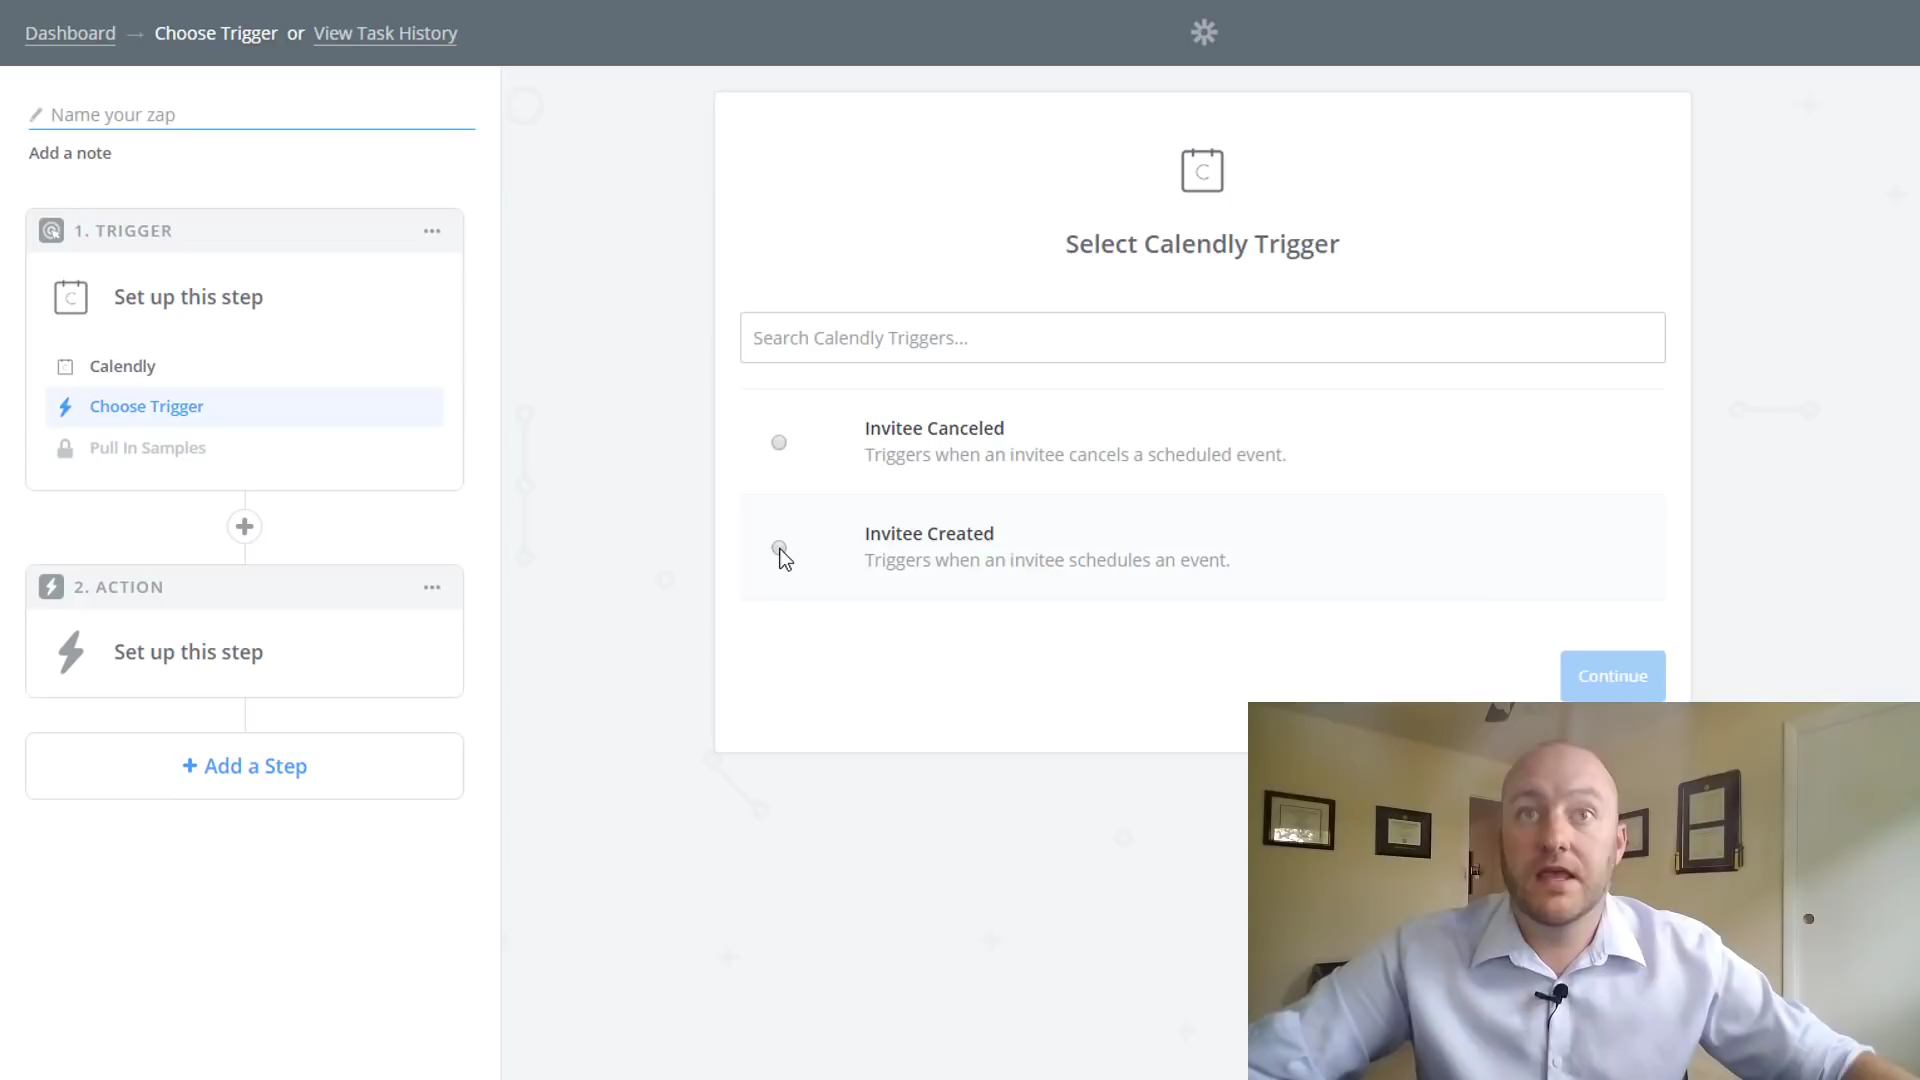 Dashboard → Choose Trigger or View Task History
Name your zap
Add a note
1. TRIGGER
Set up this step
Calendly
Choose Trigger
Pull In Samples
2. ACTION
Set up this step
+ Add a Step
C
Select Calendly Trigger
Search Calendly Triggers...
Invitee Canceled
Triggers when an invitee cancels a scheduled event.
Invitee Created
Triggers when an invitee schedules an event.
Continue